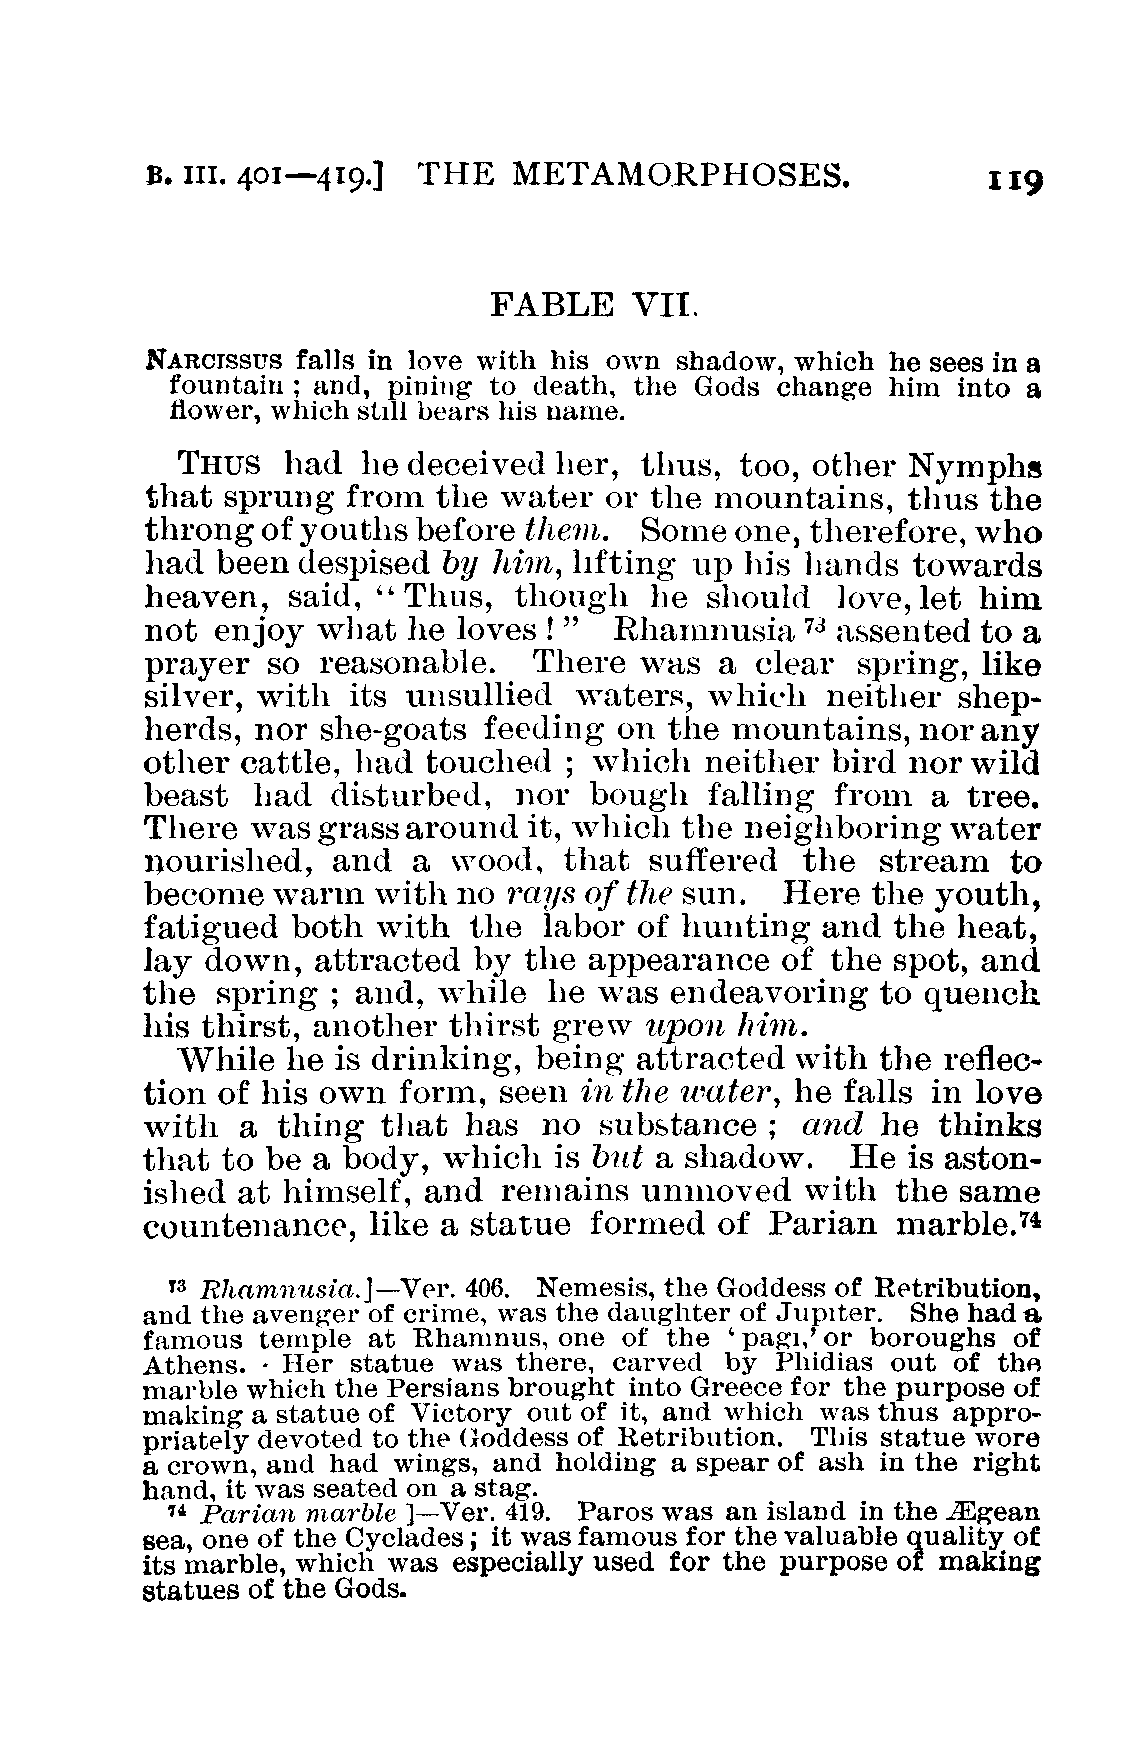 B. III. 401—419.] THE METAMORPHOSES. 119
FABLE VII.
NARCISSUS falls in love with his own shadow, which he sees in a
fountain ; and, pining to death, the Gods change him into a
flower, which still bears his name.
THUS had he deceived her, thus, too, other Nymphs
that sprung from the water or the mountains, thus the
throng of youths before them. Some one, therefore, who
had been despised by him, lifting up his hands towards
heaven, said, “ Thus, though he should love, let him
not enjoy what he loves ! ” Rhamnusia ⁷³ assented to a
prayer so reasonable. There was a clear spring, like
silver, with its unsullied waters, which neither shep-
herds, nor she-goats feeding on the mountains, nor any
other cattle, had touched ; which neither bird nor wild
beast had disturbed, nor bough falling from a tree.
There was grass around it, which the neighboring water
nourished, and a wood, that suffered the stream to
become warm with no rays of the sun. Here the youth,
fatigued both with the labor of hunting and the heat,
lay down, attracted by the appearance of the spot, and
the spring ; and, while he was endeavoring to quench
his thirst, another thirst grew upon him.
While he is drinking, being attracted with the reflec-
tion of his own form, seen in the water, he falls in love
with a thing that has no substance ; and he thinks
that to be a body, which is but a shadow. He is aston-
ished at himself, and remains unmoved with the same
countenance, like a statue formed of Parian marble.⁷⁴
⁷³ Rhamnusia.]—Ver. 406. Nemesis, the Goddess of Retribution,
and the avenger of crime, was the daughter of Jupiter. She had a
famous temple at Rhamnus, one of the ‘ pagi,’ or boroughs of
Athens. · Her statue was there, carved by Phidias out of the
marble which the Persians brought into Greece for the purpose of
making a statue of Victory out of it, and which was thus appro-
priately devoted to the Goddess of Retribution. This statue wore
a crown, and had wings, and holding a spear of ash in the right
hand, it was seated on a stag.
⁷⁴ Parian marble ]—Ver. 419. Paros was an island in the Ægean
sea, one of the Cyclades ; it was famous for the valuable quality of
its marble, which was especially used for the purpose of making
statues of the Gods.